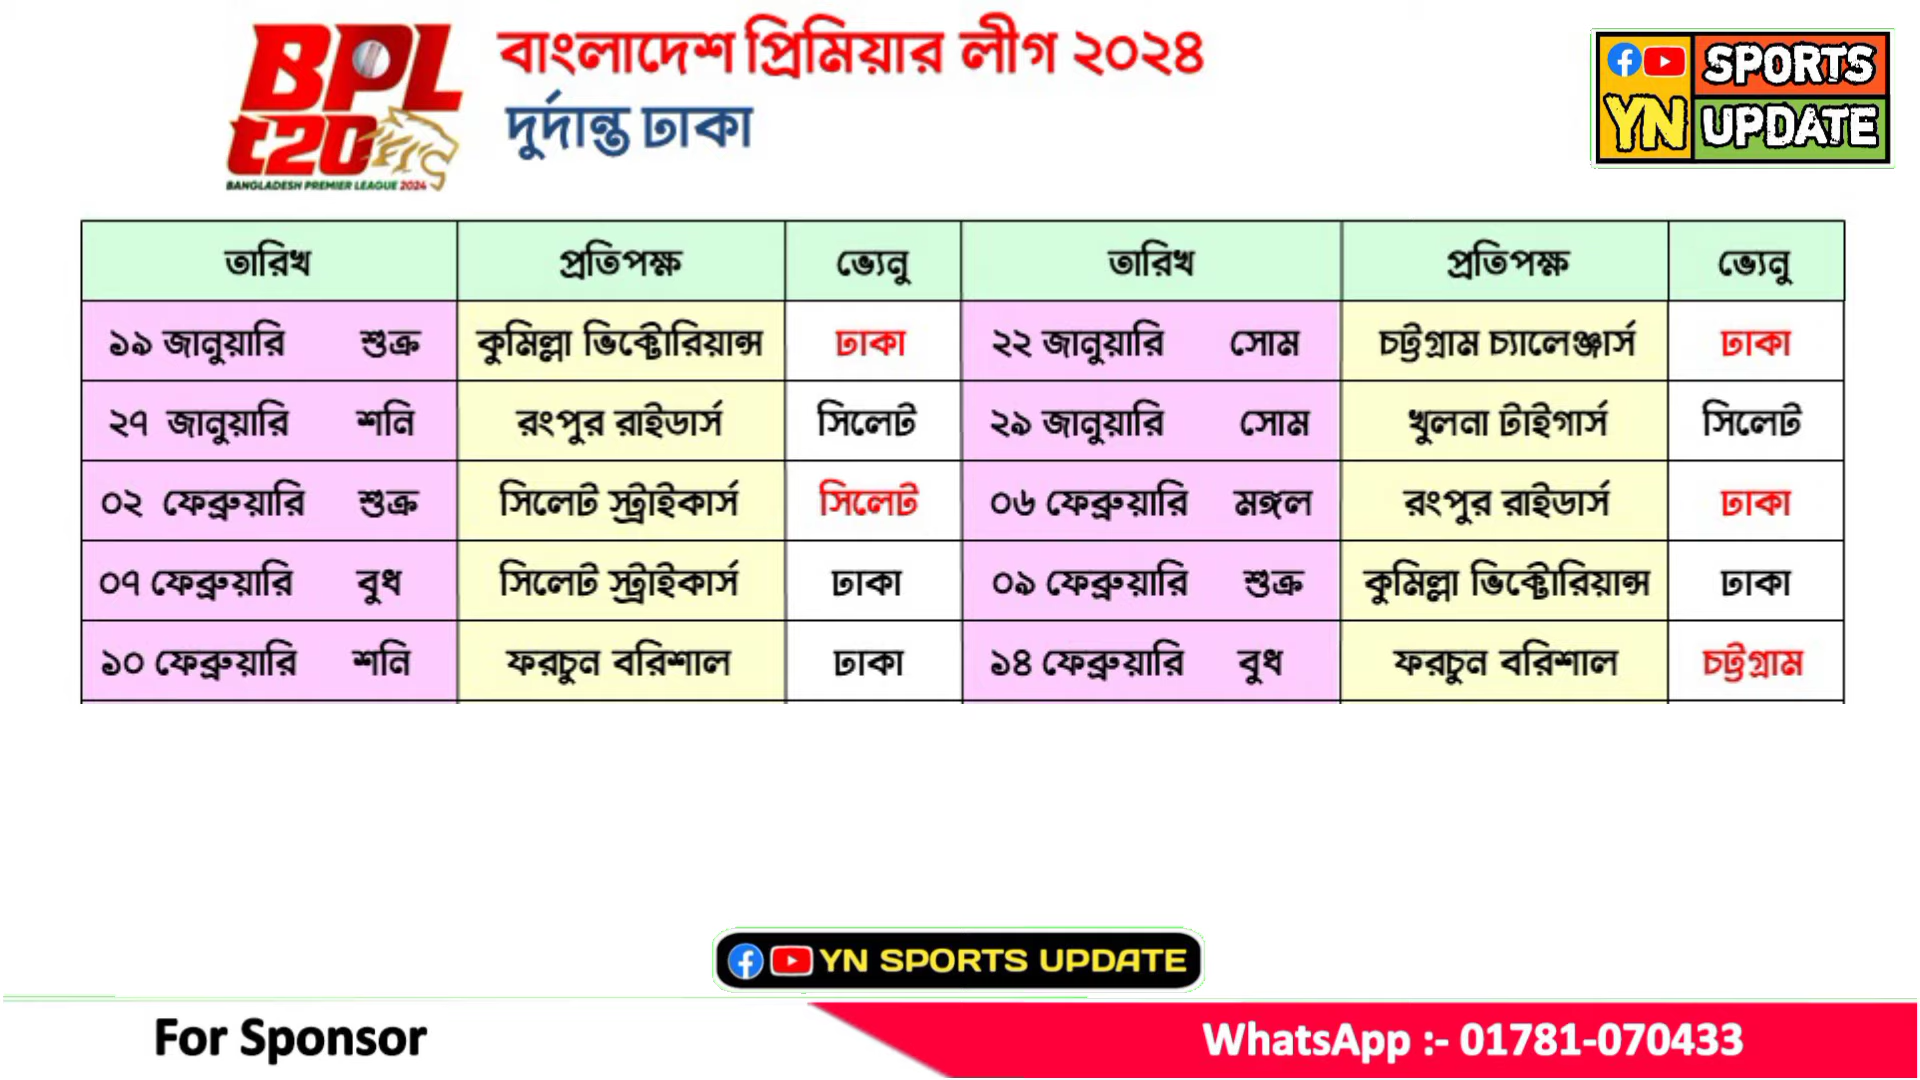 BPL
t20
BANGLADESH PREMIER LEAGUE 2024
বাংলাদেশ প্রিমিয়ার লীগ ২০২৪
দুর্দান্ত ঢাকা
SPORTS
YN UPDATE
তারিখ প্রতিপক্ষ ভ্যেনু তারিখ প্রতিপক্ষ ভ্যেনু
১৯ জানুয়ারি শুক্র কুমিল্লা ভিক্টোরিয়ান্স ঢাকা ২২ জানুয়ারি সোম চট্টগ্রাম চ্যালেঞ্জার্স ঢাকা
২৭ জানুয়ারি শনি রংপুর রাইডার্স সিলেট ২৯ জানুয়ারি সোম খুলনা টাইগার্স সিলেট
০২ ফেব্রুয়ারি শুক্র সিলেট স্ট্রাইকার্স সিলেট ০৬ ফেব্রুয়ারি মঙ্গল রংপুর রাইডার্স ঢাকা
০৭ ফেব্রুয়ারি বুধ সিলেট স্ট্রাইকার্স ঢাকা ০৯ ফেব্রুয়ারি শুক্র কুমিল্লা ভিক্টোরিয়ান্স ঢাকা
১০ ফেব্রুয়ারি শনি ফরচুন বরিশাল ঢাকা ১৪ ফেব্রুয়ারি বুধ ফরচুন বরিশাল চট্টগ্রাম
YN SPORTS UPDATE
For Sponsor WhatsApp :- 01781-070433